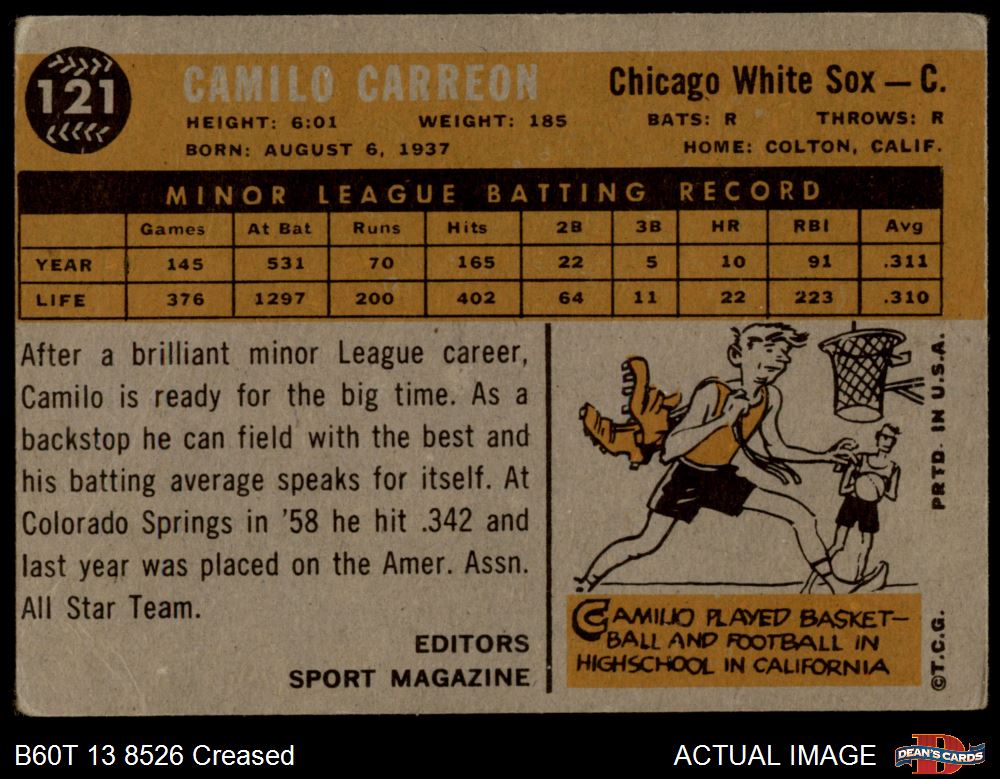 121
CAMILO CARREON
Chicago White Sox — C.
HEIGHT: 6:01 WEIGHT: 185 BATS: R THROWS: R
BORN: AUGUST 6, 1937 HOME: COLTON, CALIF.
MINOR LEAGUE BATTING RECORD
Games At Bat Runs Hits 2B 3B HR RBI Avg
YEAR 145 531 70 165 22 5 10 91 .311
LIFE 376 1297 200 402 64 11 22 223 .310
After a brilliant minor League career,
Camilo is ready for the big time. As a
backstop he can field with the best and
his batting average speaks for itself. At
Colorado Springs in '58 he hit .342 and
last year was placed on the Amer. Assn.
All Star Team.
EDITORS
SPORT MAGAZINE
CAMILIO PLAYED BASKET-
BALL AND FOOTBALL IN
HIGHSCHOOL IN CALIFORNIA
©T.C.G. PRTD. IN U.S.A.
B60T 13 8526 Creased
ACTUAL IMAGE
DEAN'S CARDS